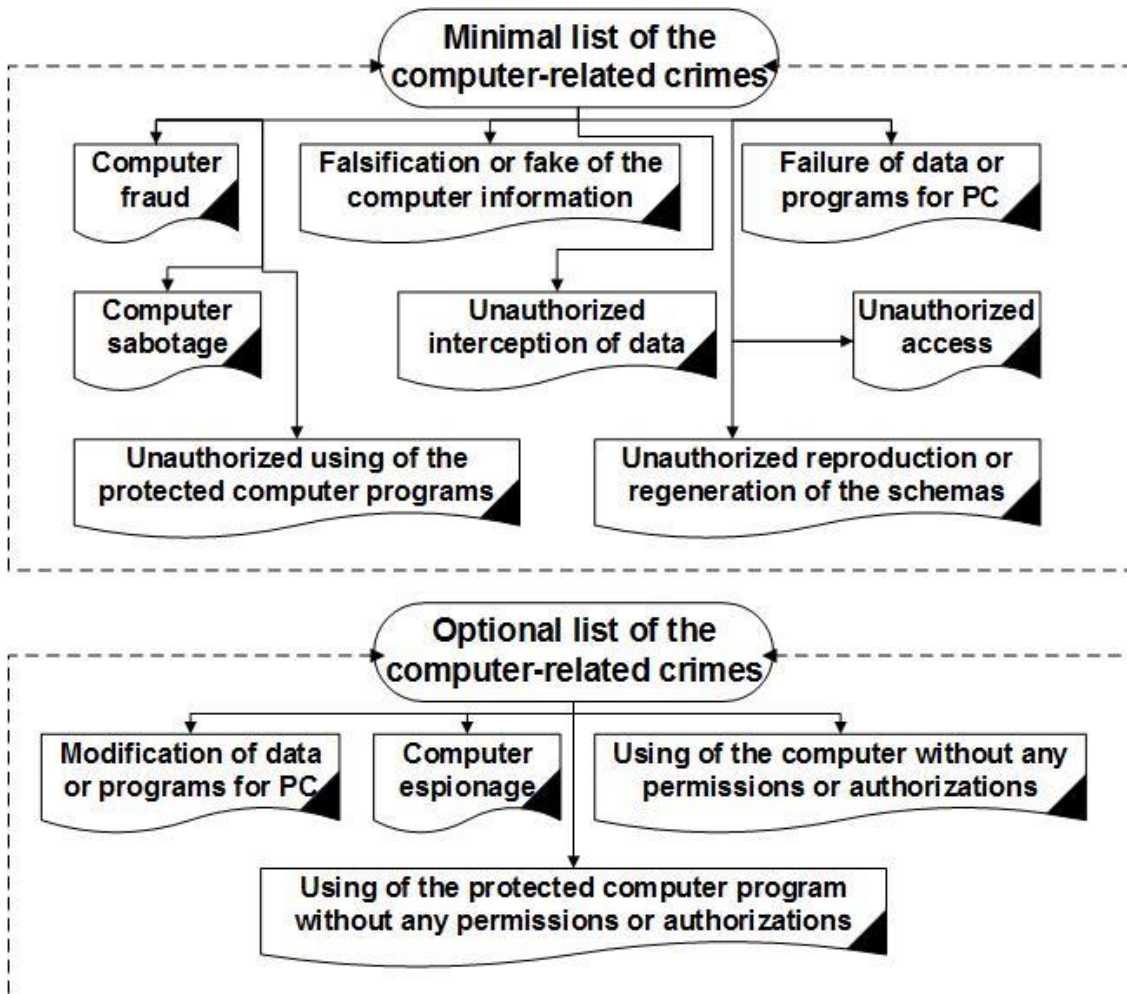 Minimal list of the
computer-related crimes
Computer
fraud
Falsification or fake of the
computer information
Failure of data or
programs for PC
Computer
sabotage
Unauthorized
interception of data
Unauthorized
access
Unauthorized using of the
protected computer programs
Unauthorized reproduction or
regeneration of the schemas
Optional list of the
computer-related crimes
Modification of data
or programs for PC
Computer
espionage
Using of the computer without any
permissions or authorizations
Using of the protected computer program
without any permissions or authorizations